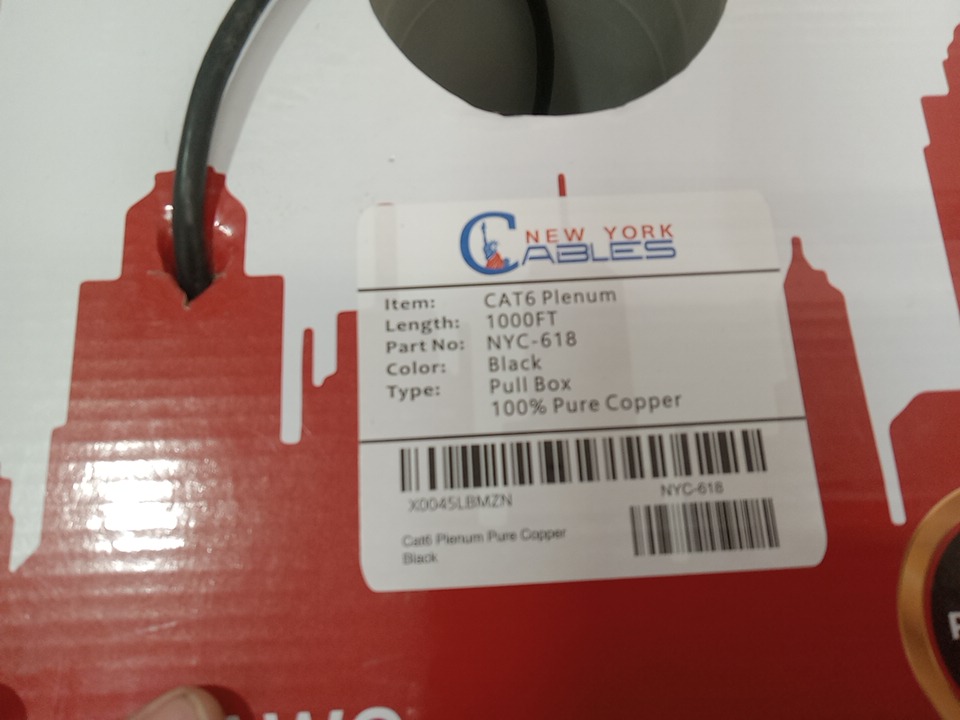 NEW YORK
CABLES
Item: CAT6 Plenum
Length: 1000FT
Part No: NYC-618
Color: Black
Type: Pull Box
100% Pure Copper
X0045LBMZN
NYC-618
Cat6 Plenum Pure Copper
Black